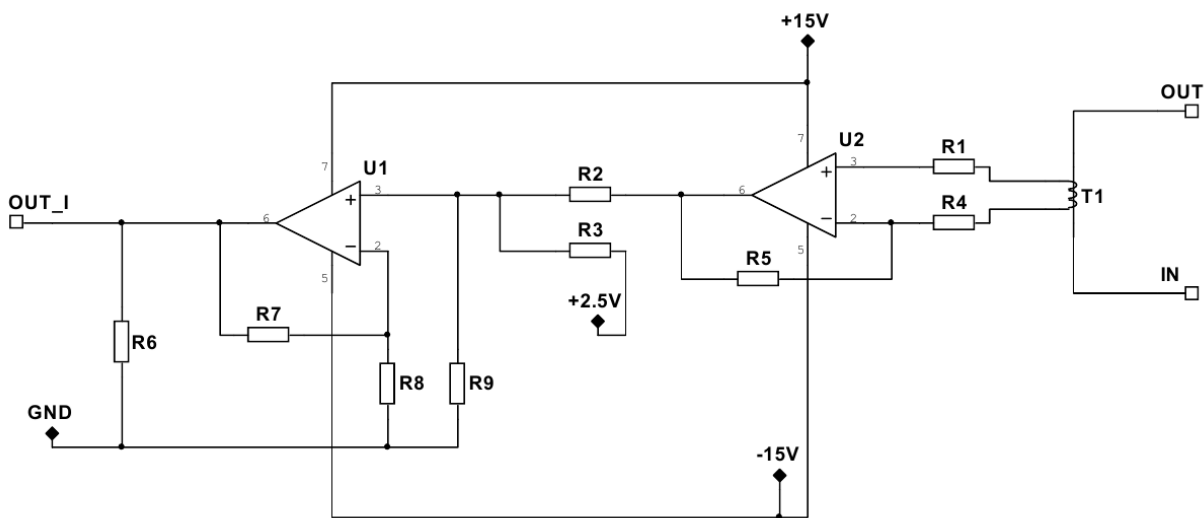 +15V
OUT
7
U2
R1
3
+
7
U1
R2
6
T1
3
−
2
R4
OUT_I
+
6
R3
−
2
R5
5
5
+2.5V
IN
R7
R6
R8
R9
GND
-15V